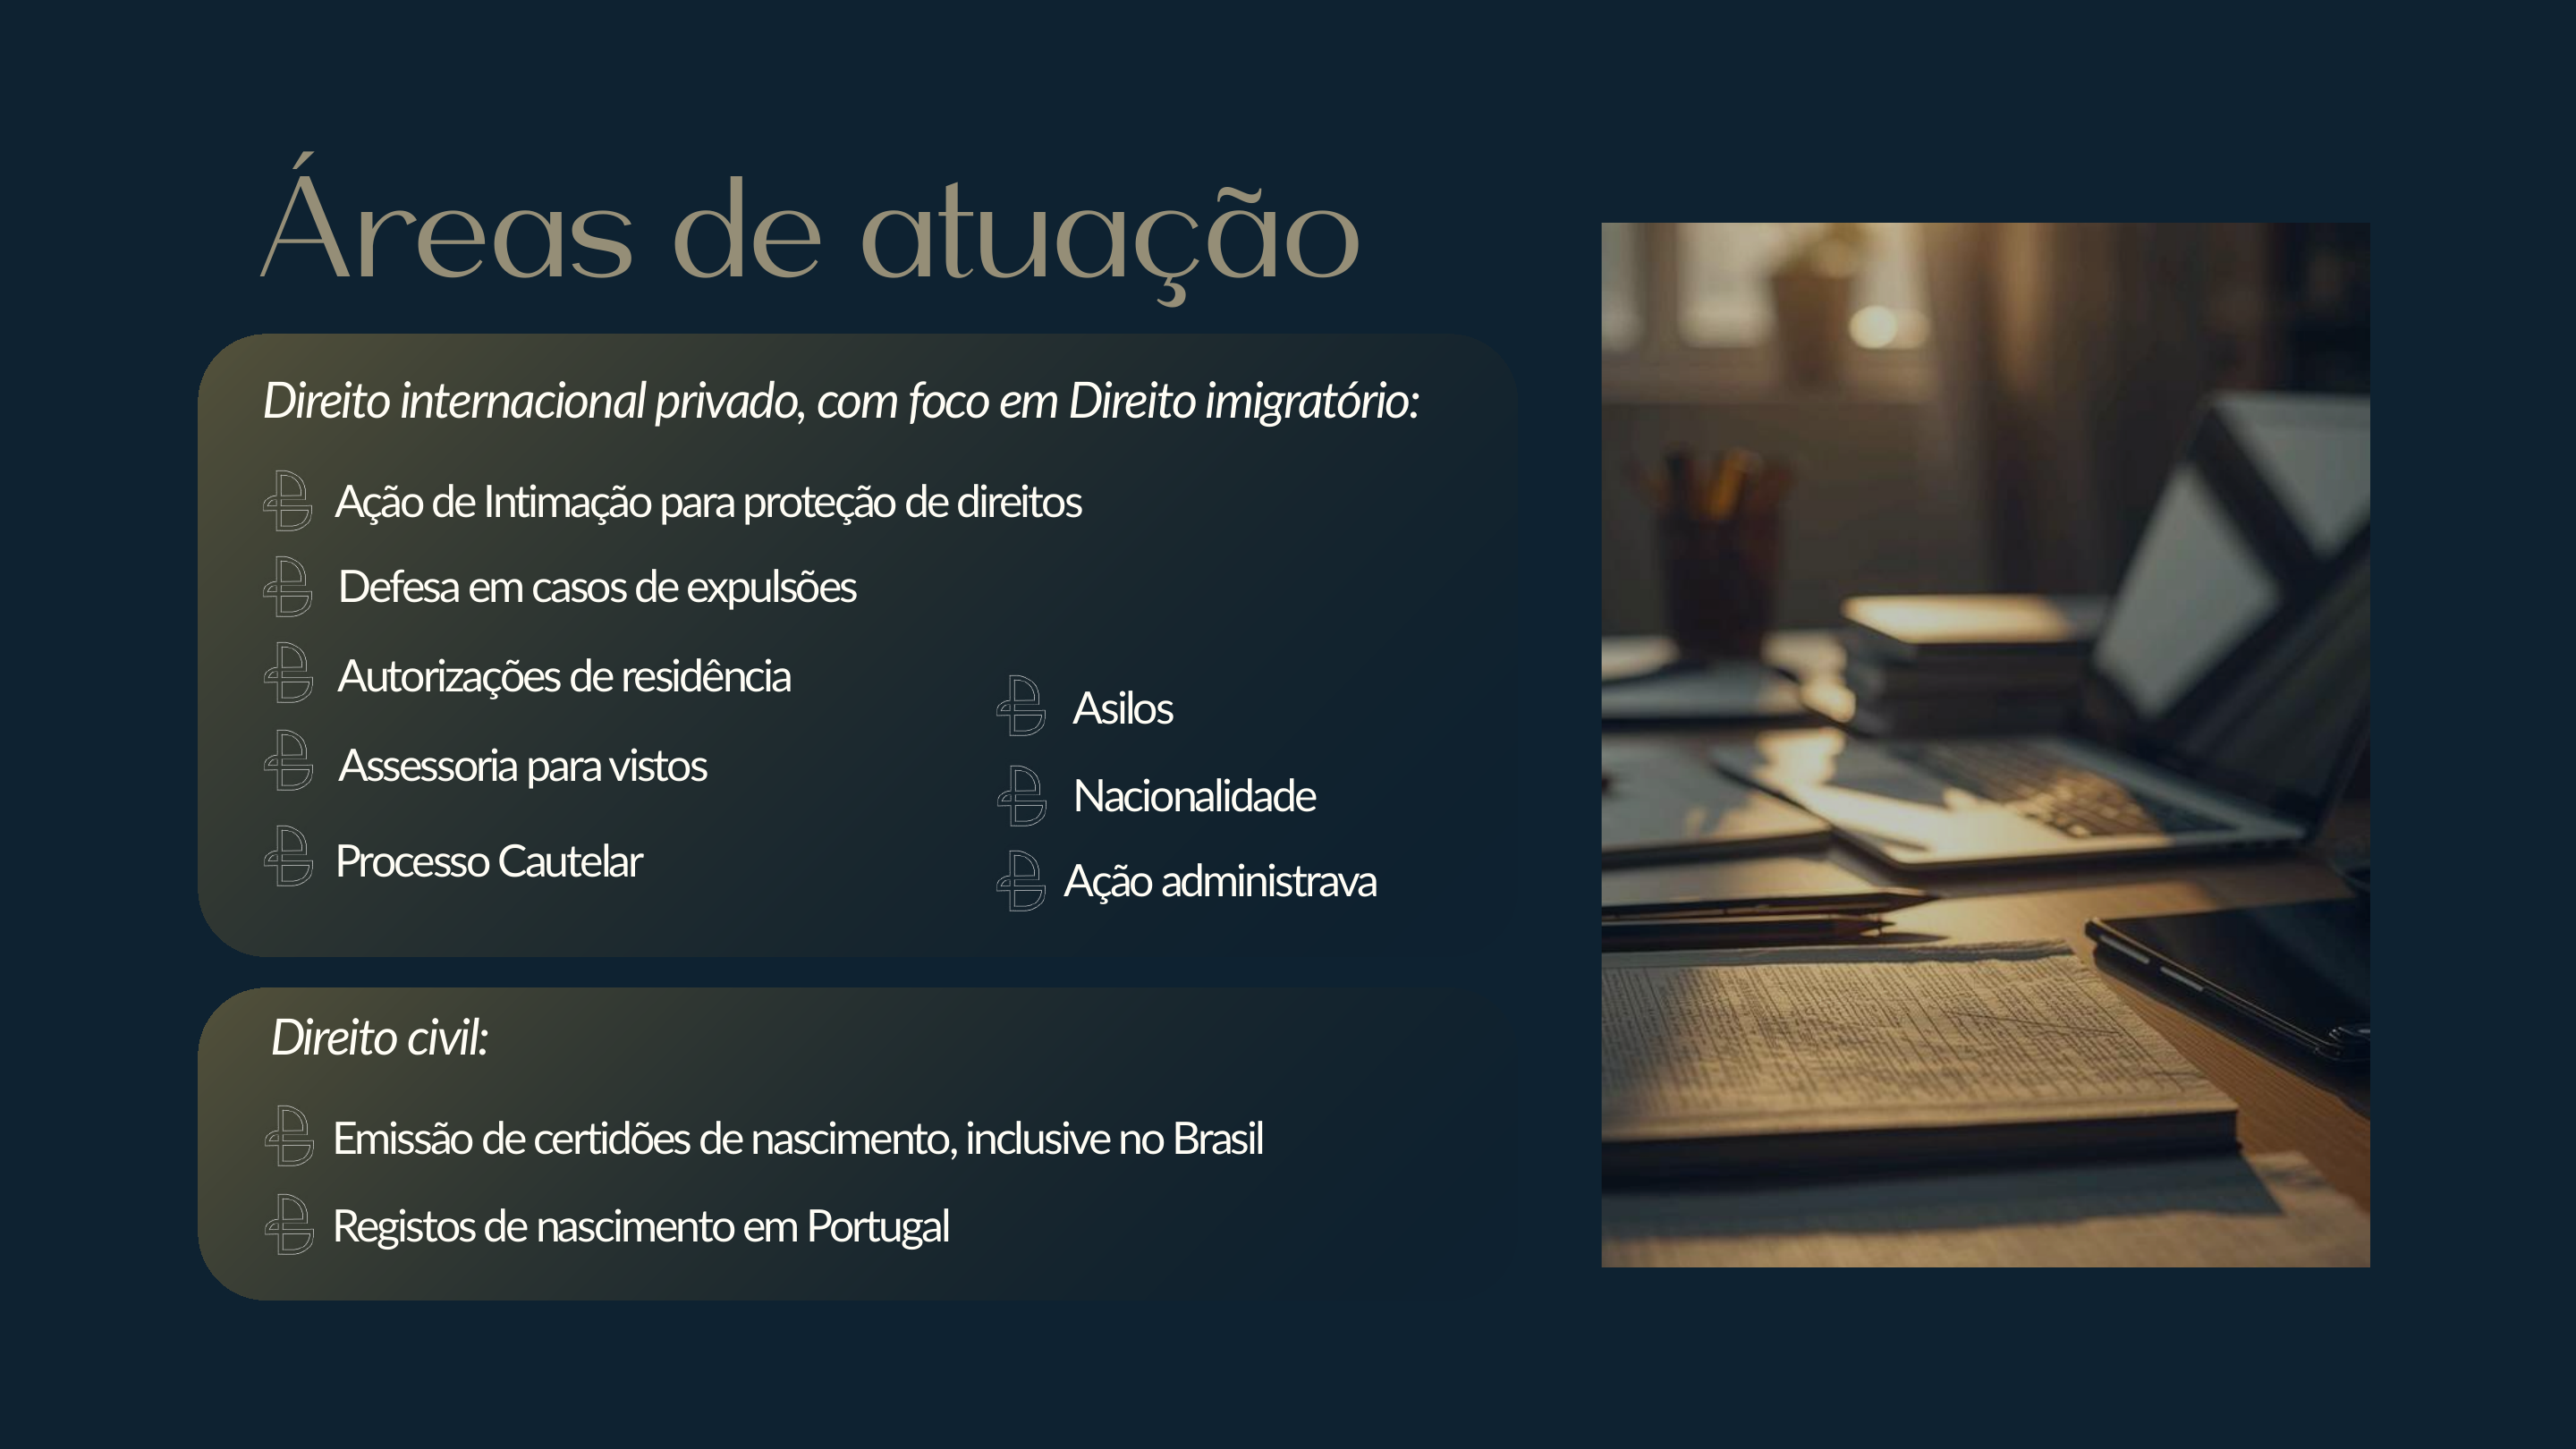 Áreas de atuação
Direito internacional privado, com foco em Direito imigratório:
Ação de Intimação para proteção de direitos
Defesa em casos de expulsões
Autorizações de residência
Assessoria para vistos
Processo Cautelar
Asilos
Nacionalidade
Ação administrava
Direito civil:
Emissão de certidões de nascimento, inclusive no Brasil
Registos de nascimento em Portugal